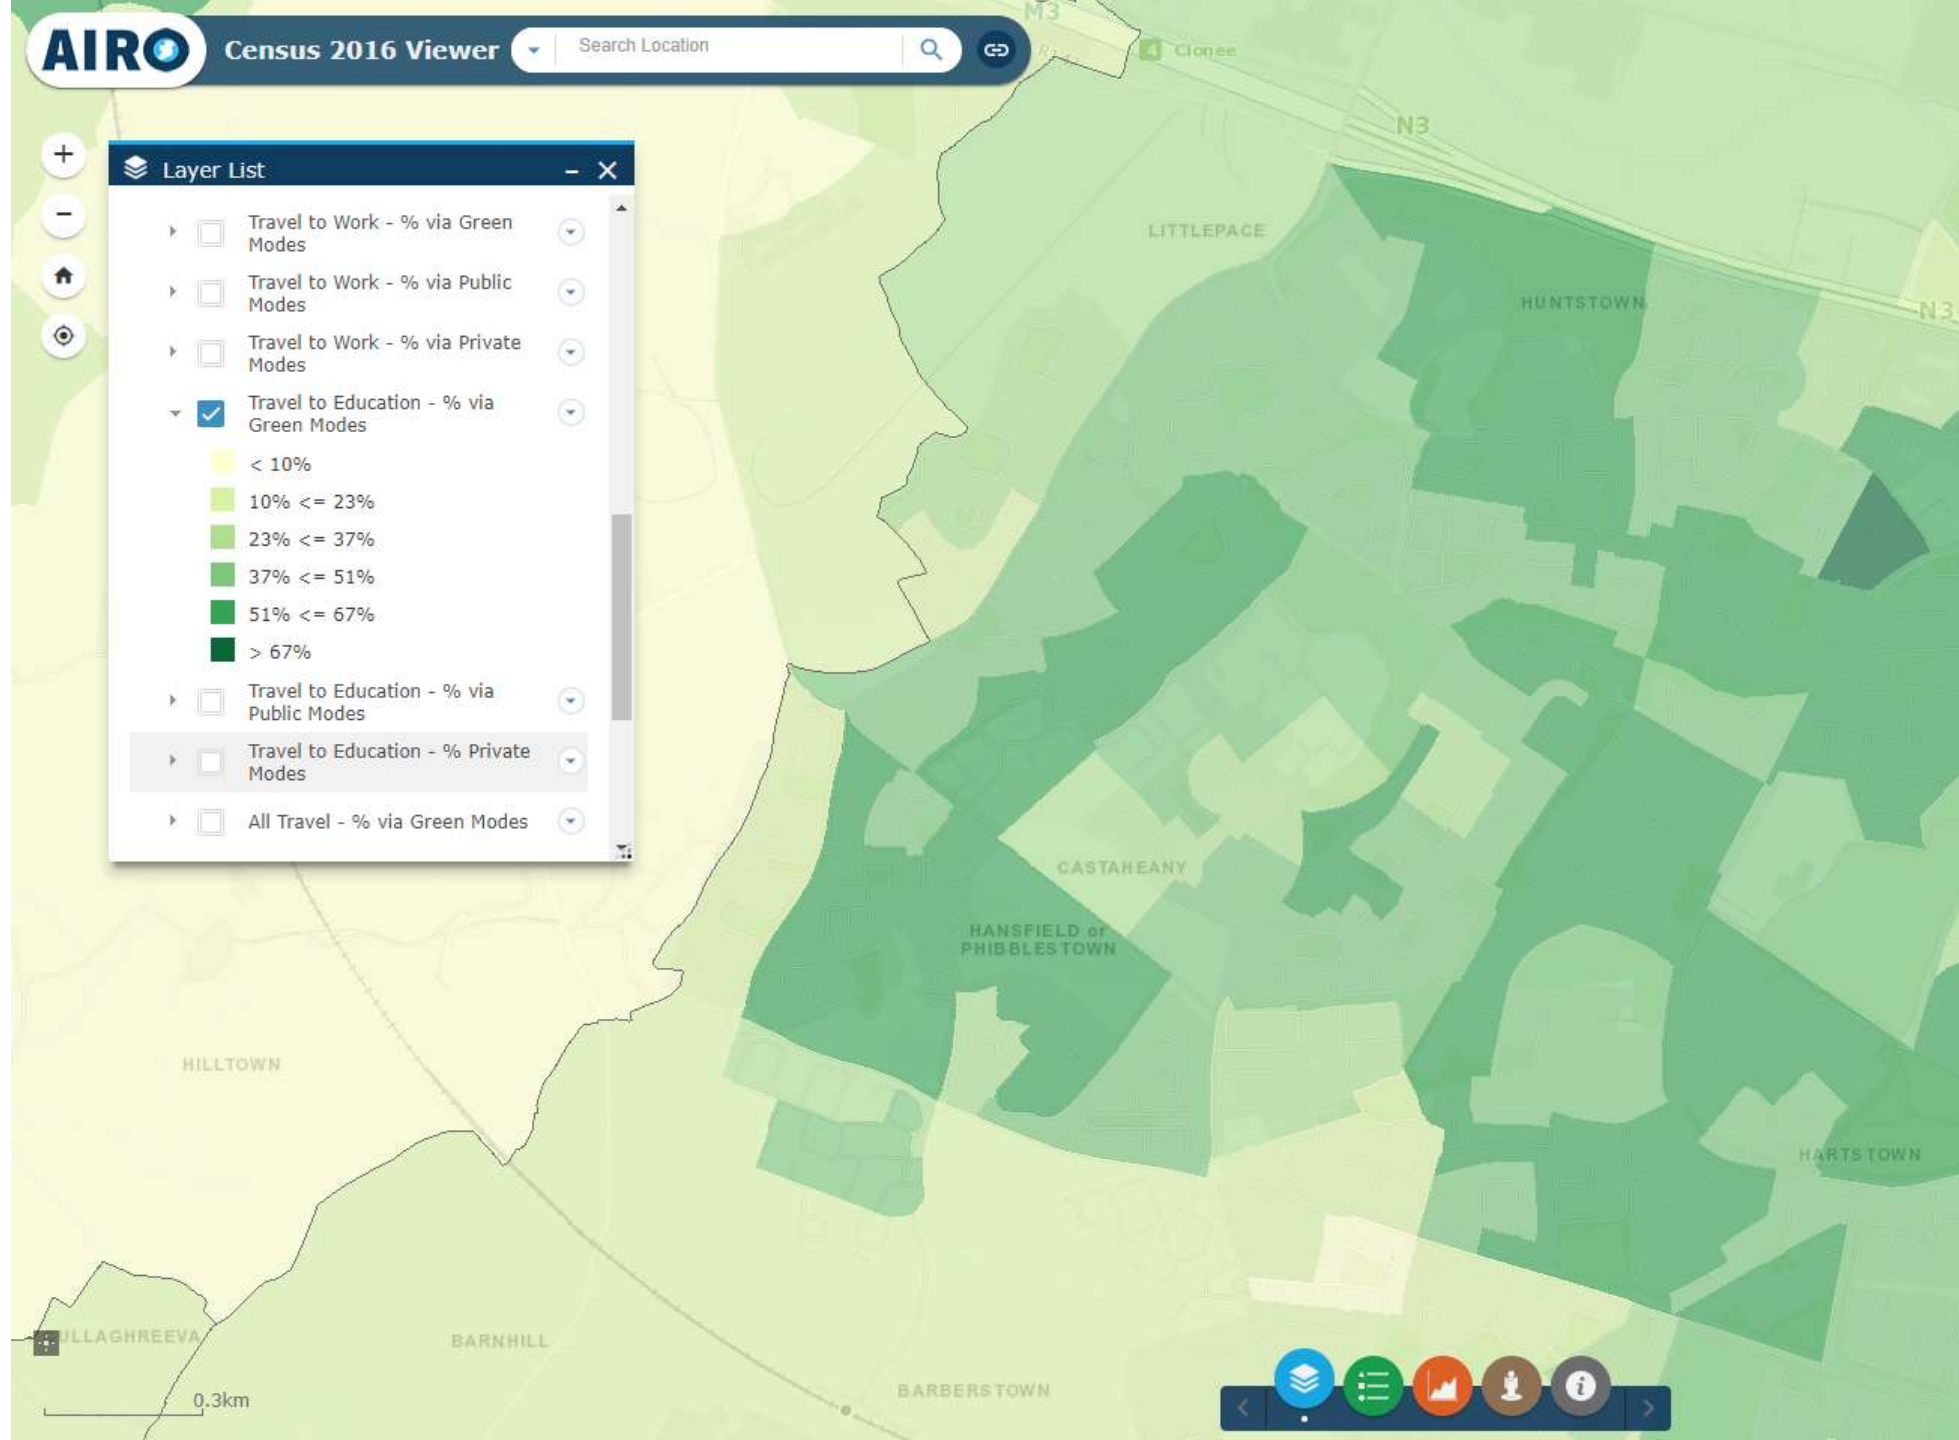 AIRO
Census 2016 Viewer
Search Location
M3
4 Clonee
N3
Layer List
Travel to Work - % via Green
Modes
Travel to Work - % via Public
Modes
Travel to Work - % via Private
Modes
Travel to Education - % via
Green Modes
< 10%
10% <= 23%
23% <= 37%
37% <= 51%
51% <= 67%
> 67%
Travel to Education - % via
Public Modes
Travel to Education - % Private
Modes
All Travel - % via Green Modes
LITTLEPACE
HUNTSTOWN
N3
CASTAHEANY
HANSFIELD or
PHIBBLESTOWN
HILLTOWN
HARTSTOWN
ULLAGHREEVA
BARNHILL
BARBERSTOWN
0.3km